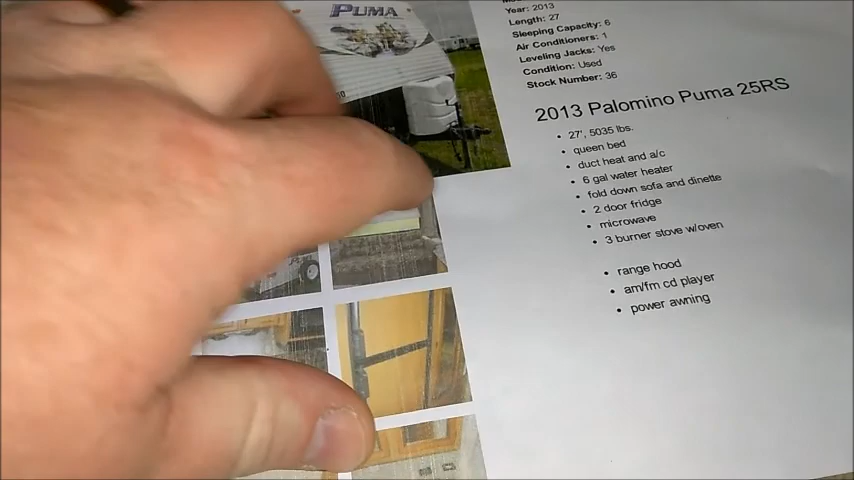 PUMA
Year: 2013
Length: 27
Sleeping Capacity: 6
Air Conditioners: 1
Leveling Jacks: Yes
Condition: Used
Stock Number: 36
2013 Palomino Puma 25RS
• 27', 5035 lbs.
• queen bed
• duct heat and a/c
• 6 gal water heater
• fold down sofa and dinette
• 2 door fridge
• microwave
• 3 burner stove w/oven
• range hood
• am/fm cd player
• power awning